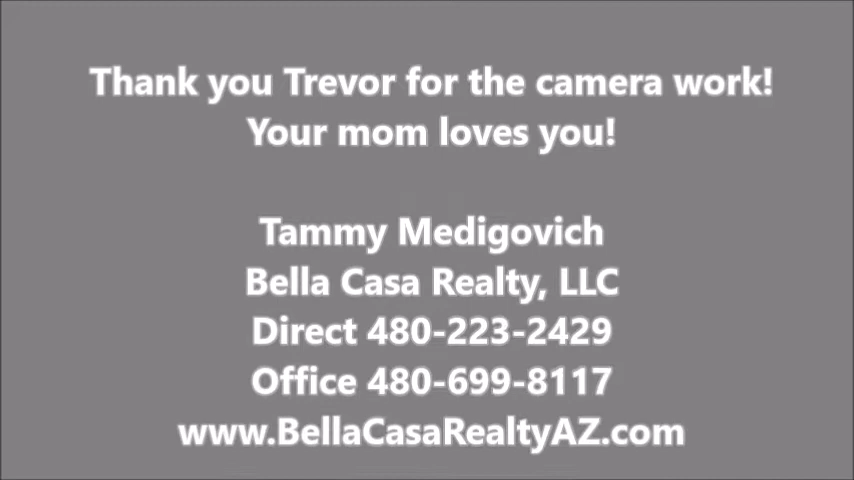 Thank you Trevor for the camera work!
Your mom loves you!
Tammy Medigovich
Bella Casa Realty, LLC
Direct 480-223-2429
Office 480-699-8117
www.BellaCasaRealtyAZ.com